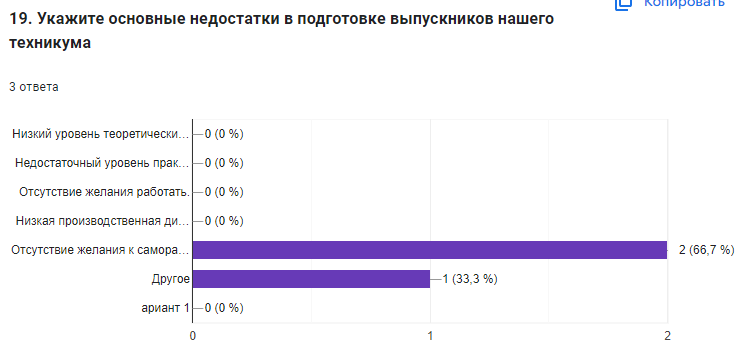 Копировать
19. Укажите основные недостатки в подготовке выпускников нашего
техникума
3 ответа
Низкий уровень теоретически…
0 (0 %)
Недостаточный уровень прак…
0 (0 %)
Отсутствие желания работать.
0 (0 %)
Низкая производственная ди…
0 (0 %)
Отсутствие желания к самора…
2 (66,7 %)
Другое
1 (33,3 %)
ариант 1
0 (0 %)
0
1
2